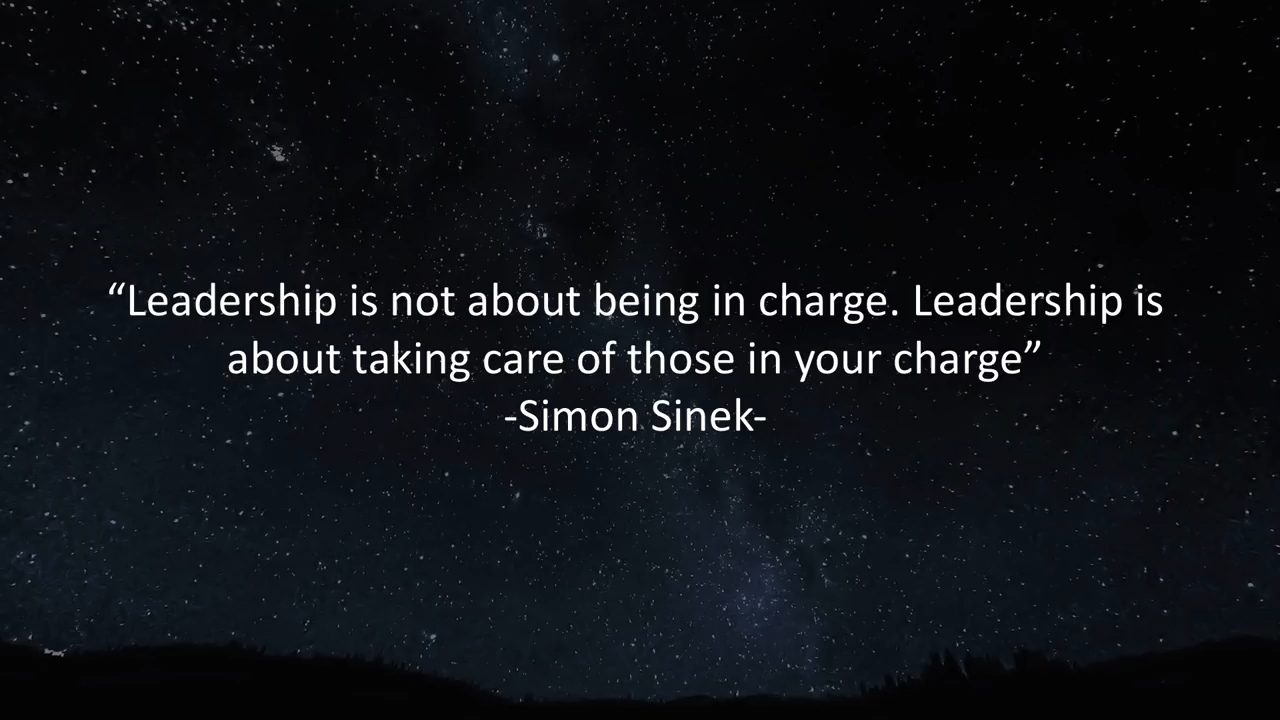 “Leadership is not about being in charge. Leadership is
about taking care of those in your charge”
-Simon Sinek-